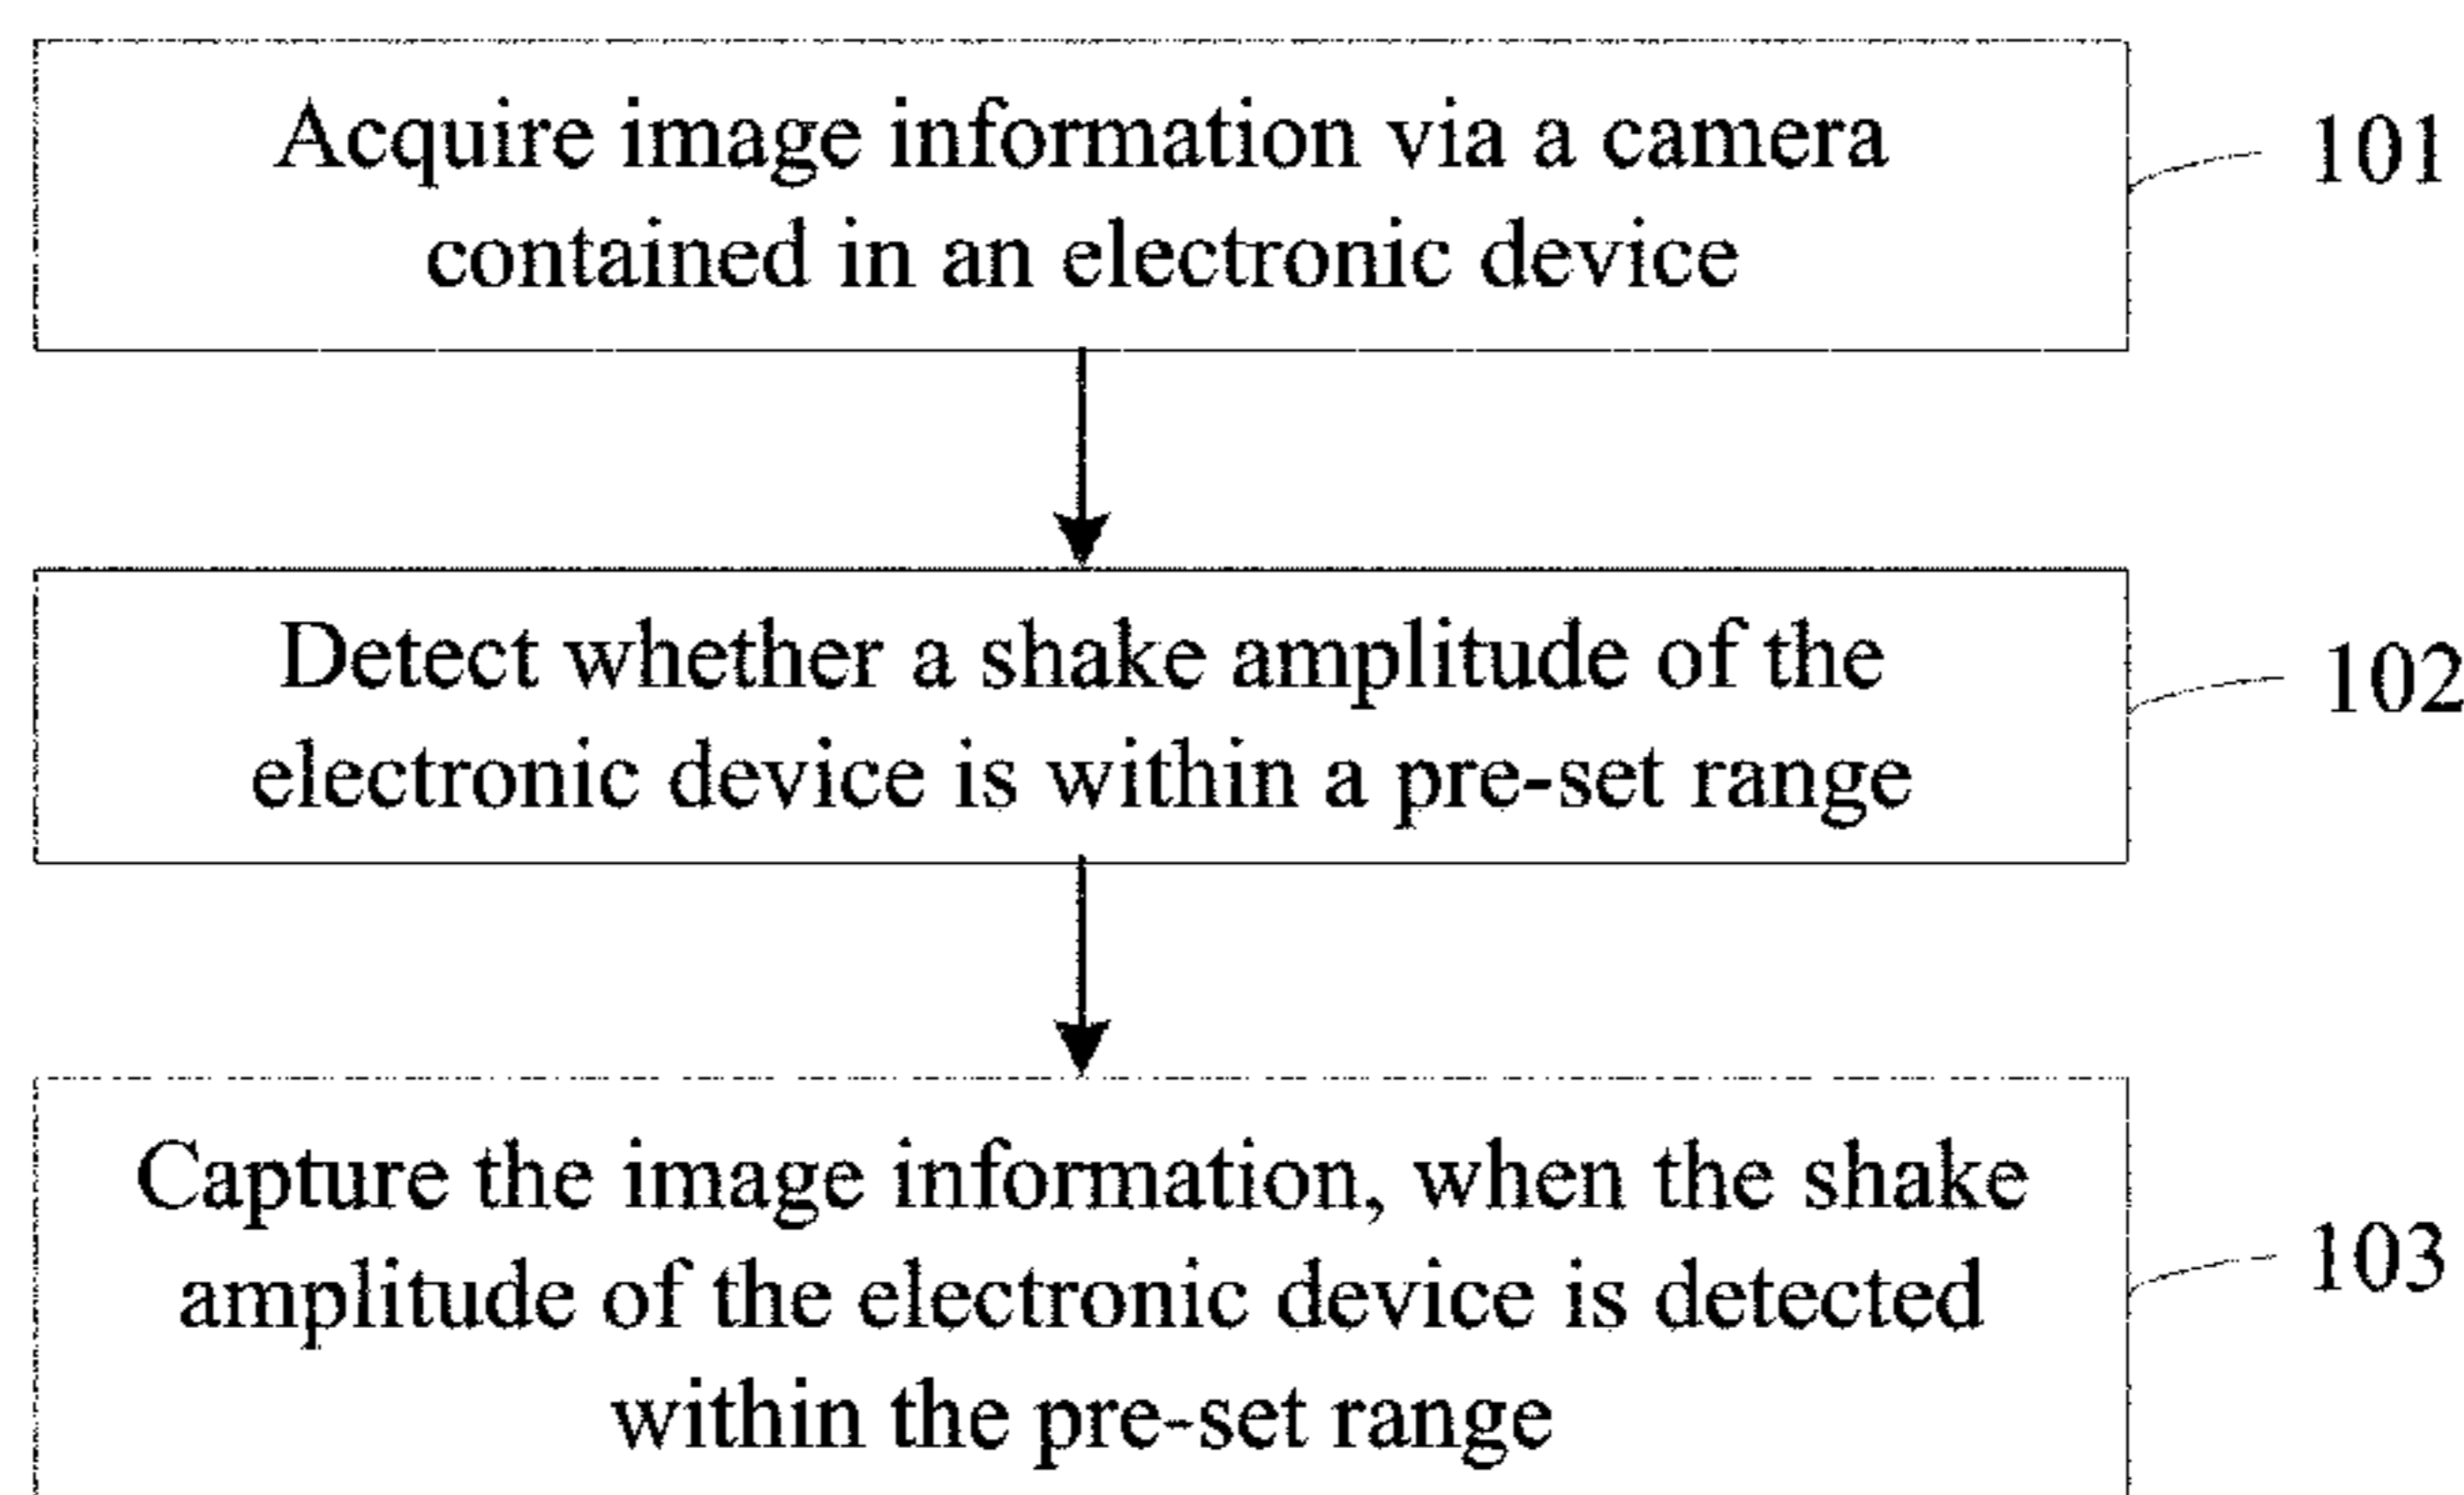 Acquire image information via a camera
contained in an electronic device
101
Detect whether a shake amplitude of the
electronic device is within a pre-set range
102
Capture the image information, when the shake
amplitude of the electronic device is detected
within the pre-set range
103